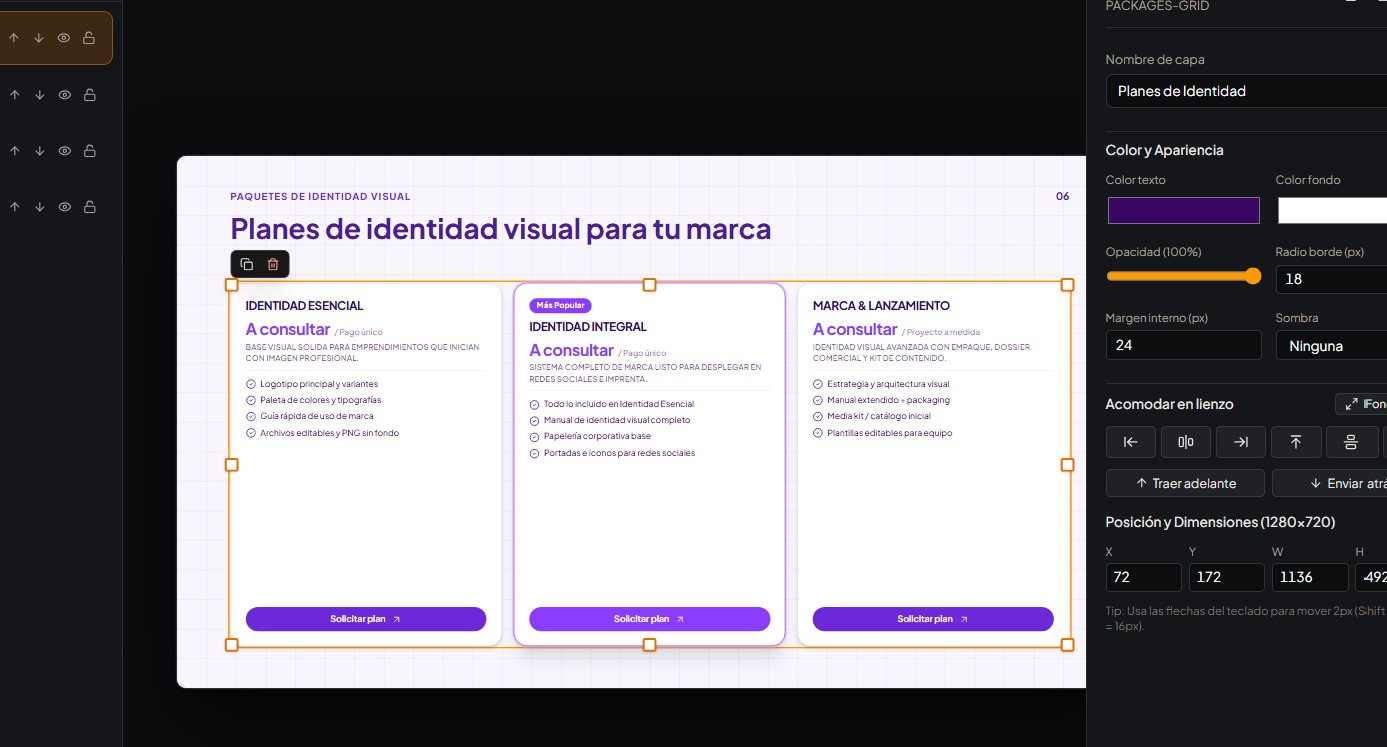 PACKAGES-GRID
Nombre de capa
Planes de Identidad
Color y Apariencia
Color texto
Color fondo
Opacidad (100%)
Radio borde (px)
18
Margen interno (px)
Sombra
24
Ninguna
Acomodar en lienzo
Traer adelante
Enviar atrá
Posición y Dimensiones (1280×720)
X
Y
W
H
72
172
1136
492
Tip: Usa las flechas del teclado para mover 2px (Shift
= 16px).
PAQUETES DE IDENTIDAD VISUAL
06
Planes de identidad visual para tu marca
IDENTIDAD ESENCIAL
A consultar / Pago único
BASE VISUAL SÓLIDA PARA EMPRENDIMIENTOS QUE INICIAN
CON IMAGEN PROFESIONAL.
Logotipo principal y variantes
Paleta de colores y tipografías
Guía rápida de uso de marca
Archivos editables y PNG sin fondo
Solicitar plan
Más Popular
IDENTIDAD INTEGRAL
A consultar / Pago único
SISTEMA COMPLETO DE MARCA LISTO PARA DESPLEGAR EN
REDES SOCIALES E IMPRENTA.
Todo lo incluido en Identidad Esencial
Manual de identidad visual completo
Papelería corporativa base
Portadas e iconos para redes sociales
Solicitar plan
MARCA & LANZAMIENTO
A consultar / Proyecto a medida
IDENTIDAD VISUAL AVANZADA CON EMPAQUE, DOSSIER
COMERCIAL Y KIT DE CONTENIDO.
Estrategia y arquitectura visual
Manual extendido + packaging
Media kit / catálogo inicial
Plantillas editables para equipo
Solicitar plan